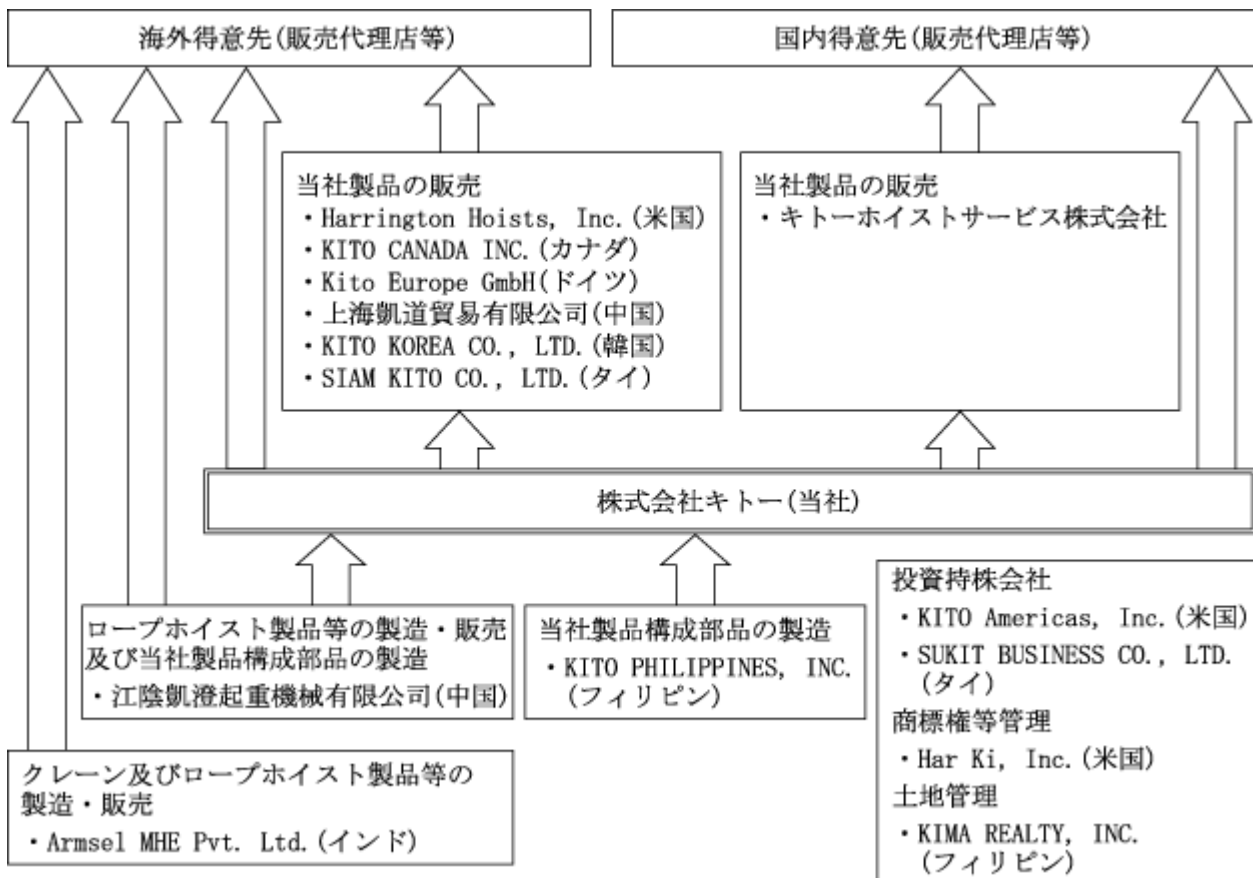 海外得意先(販売代理店等)
国内得意先(販売代理店等)
当社製品の販売
・Harrington Hoists, Inc.(米国)
・KITO CANADA INC.(カナダ)
・Kito Europe GmbH(ドイツ)
・上海凱道貿易有限公司(中国)
・KITO KOREA CO., LTD.(韓国)
・SIAM KITO CO., LTD.(タイ)
当社製品の販売
・キトーホイストサービス株式会社
株式会社キトー(当社)
ロープホイスト製品等の製造・販売
及び当社製品構成部品の製造
・江陰凱澄起重機械有限公司(中国)
当社製品構成部品の製造
・KITO PHILIPPINES, INC.
(フィリピン)
クレーン及びロープホイスト製品等の
製造・販売
・Armsel MHE Pvt. Ltd.(インド)
投資持株会社
・KITO Americas, Inc.(米国)
・SUKIT BUSINESS CO., LTD.
(タイ)
商標権等管理
・Har Ki, Inc.(米国)
土地管理
・KIMA REALTY, INC.
(フィリピン)